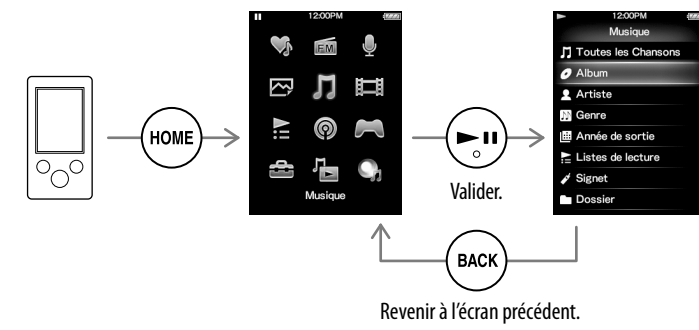 12:00PM
FM
Musique
HOME
Valider.
12:00PM
Musique
Toutes les Chansons
Album
Artiste
Genre
Année de sortie
Listes de lecture
Signet
Dossier
BACK
Revenir à l'écran précédent.